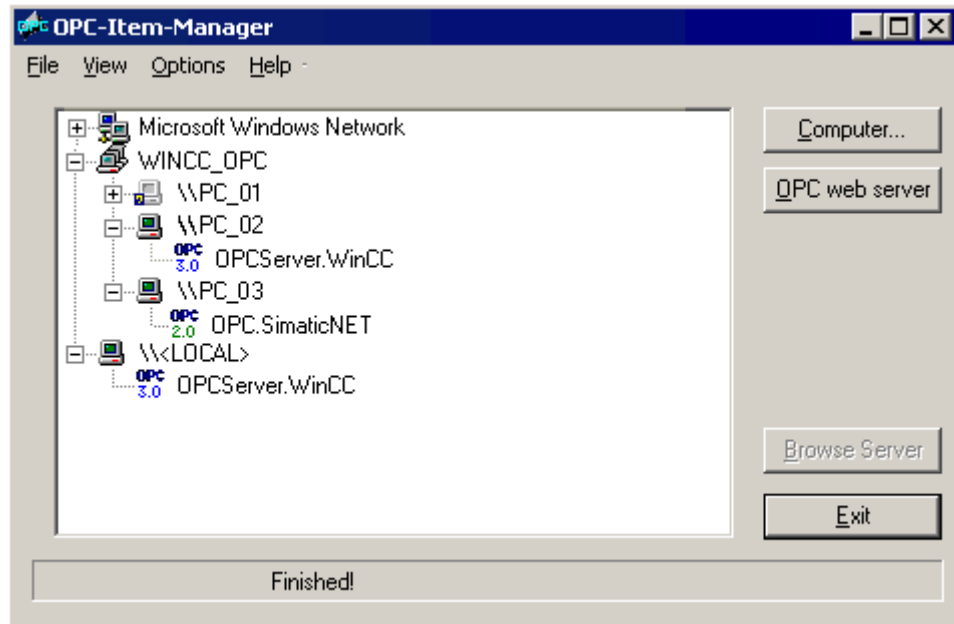 OPC OPC-Item-Manager
File View Options Help
Microsoft Windows Network
Computer...
WINCC_OPC
\\PC_01
OPC web server
\\PC_02
OPC 3.0 OPCServer.WinCC
\\PC_03
OPC 2.0 OPC.SimaticNET
\\<LOCAL>
OPC 3.0 OPCServer.WinCC
Browse Server
Exit
Finished!